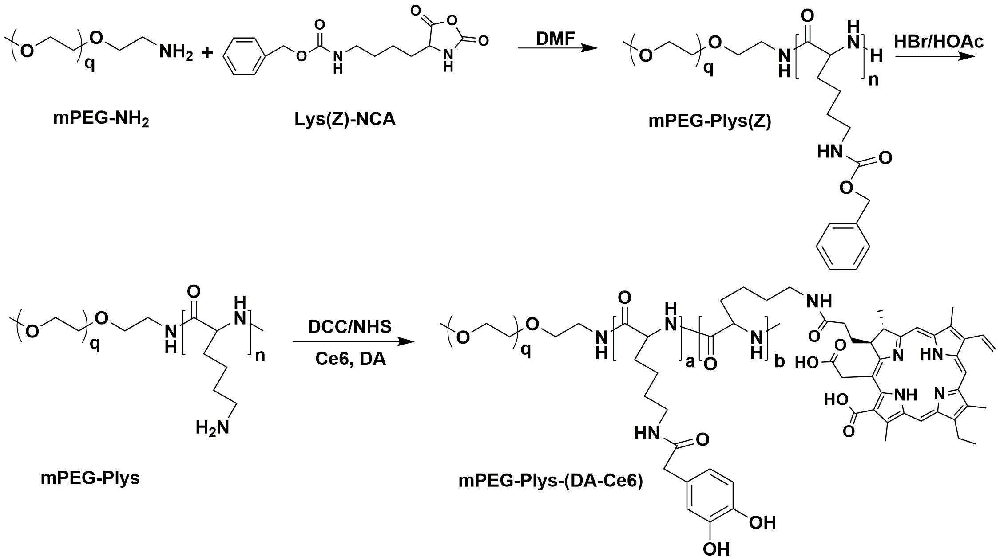 O
q
O
NH2
+
O
O
N
H
O
O
O
N
H
DMF
O
q
O
N
H
O
H
N
H
n
HN
O
O
HBr/HOAc
mPEG-NH2
Lys(Z)-NCA
mPEG-Plys(Z)
O
q
O
N
H
O
H
N
n
H2N
DCC/NHS
Ce6, DA
O
q
O
N
H
O
H
N
a
O
N
H
b
HN
O
OH
OH
NH
O
O
HO
HO
O
N
HN
NH
N
mPEG-Plys
mPEG-Plys-(DA-Ce6)